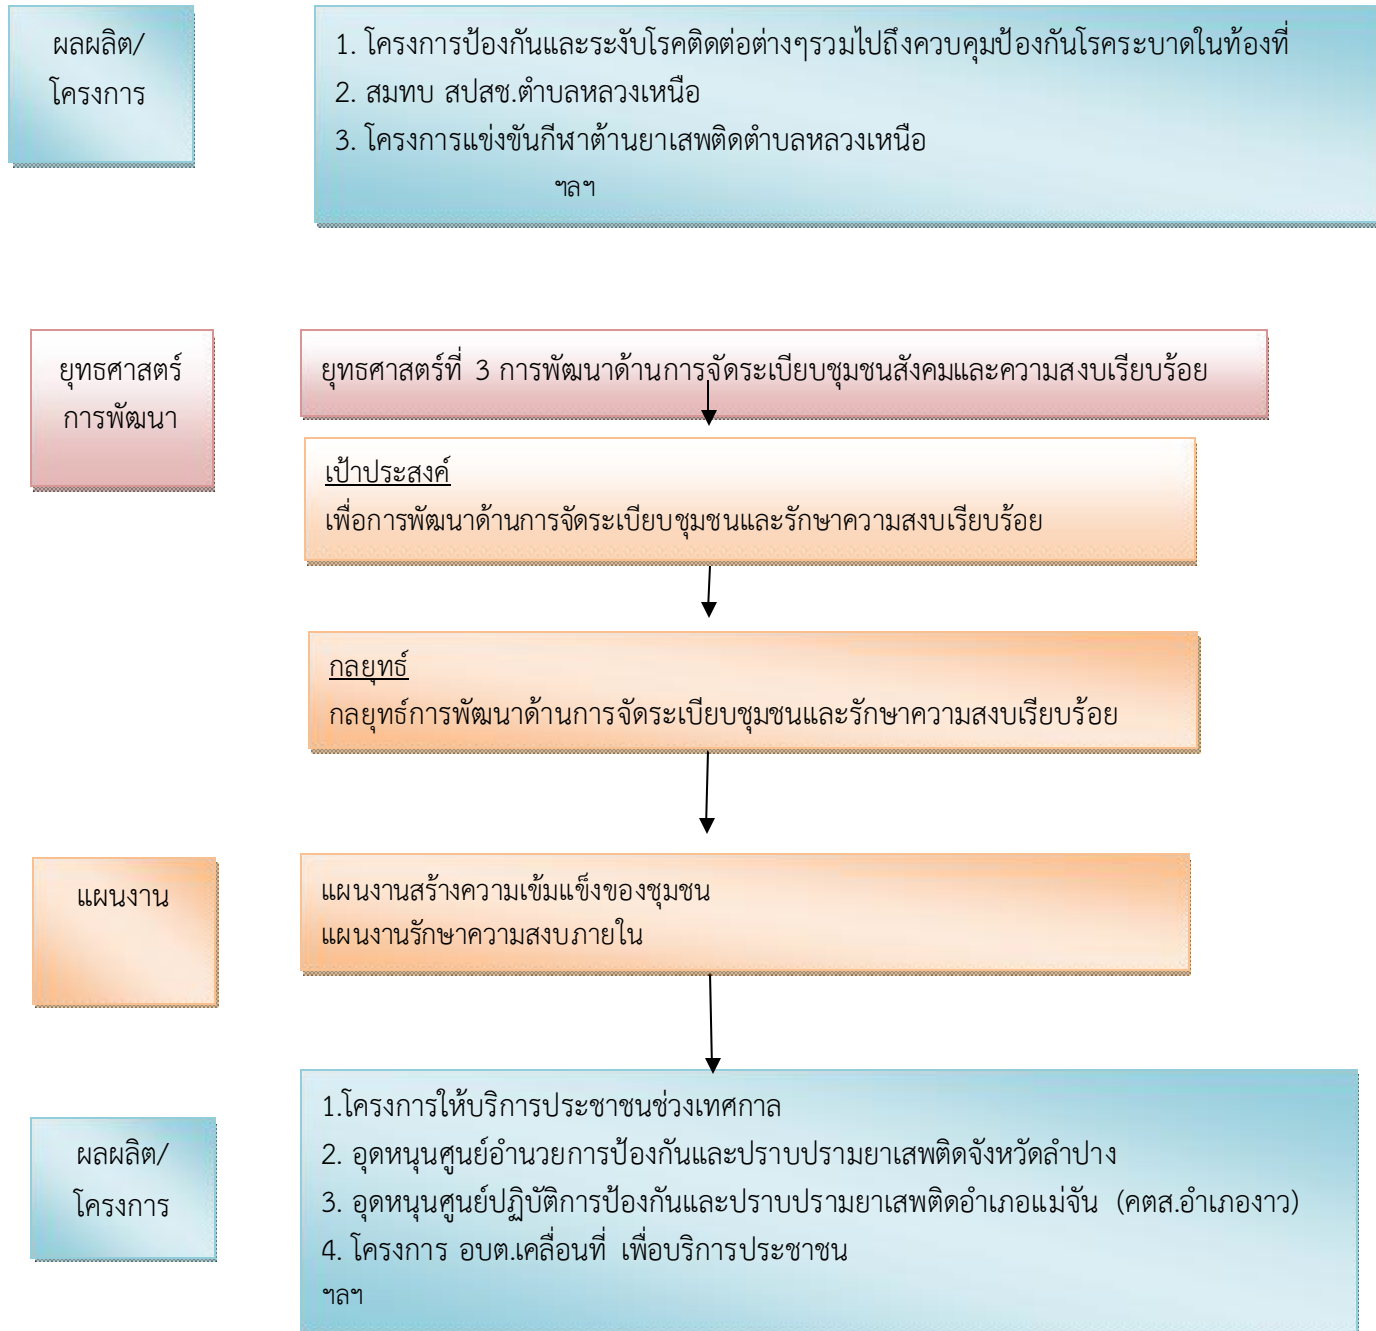 ผลผลิต/
โครงการ
1. โครงการป้องกันและระงับโรคติดต่อต่างๆรวมไปถึงควบคุมป้องกันโรคระบาดในท้องที่
2. สมทบ สปสช.ตำบลหลวงเหนือ
3. โครงการแข่งขันกีฬาต้านยาเสพติดตำบลหลวงเหนือ
ฯลฯ
ยุทธศาสตร์
การพัฒนา
ยุทธศาสตร์ที่ 3 การพัฒนาด้านการจัดระเบียบชุมชนสังคมและความสงบเรียบร้อย
เป้าประสงค์
เพื่อการพัฒนาด้านการจัดระเบียบชุมชนและรักษาความสงบเรียบร้อย
กลยุทธ์
กลยุทธ์การพัฒนาด้านการจัดระเบียบชุมชนและรักษาความสงบเรียบร้อย
แผนงาน
แผนงานสร้างความเข้มแข็งของชุมชน
แผนงานรักษาความสงบภายใน
ผลผลิต/
โครงการ
1.โครงการให้บริการประชาชนช่วงเทศกาล
2. อุดหนุนศูนย์อำนวยการป้องกันและปราบปรามยาเสพติดจังหวัดลำปาง
3. อุดหนุนศูนย์ปฏิบัติการป้องกันและปราบปรามยาเสพติดอำเภอแม่จัน (คตส.อำเภองาว)
4. โครงการ อบต.เคลื่อนที่ เพื่อบริการประชาชน
ฯลฯ